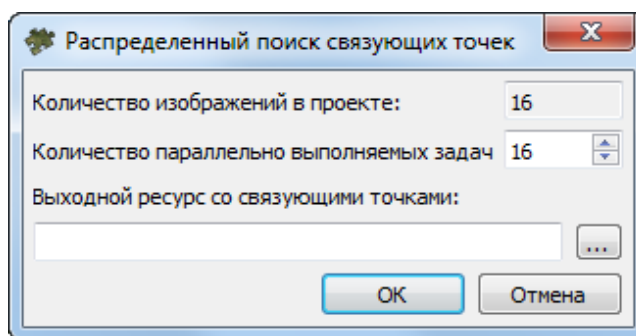 Распределенный поиск связующих точек
Количество изображений в проекте: 16
Количество параллельно выполняемых задач 16
Выходной ресурс со связующими точками:
...
ОК Отмена